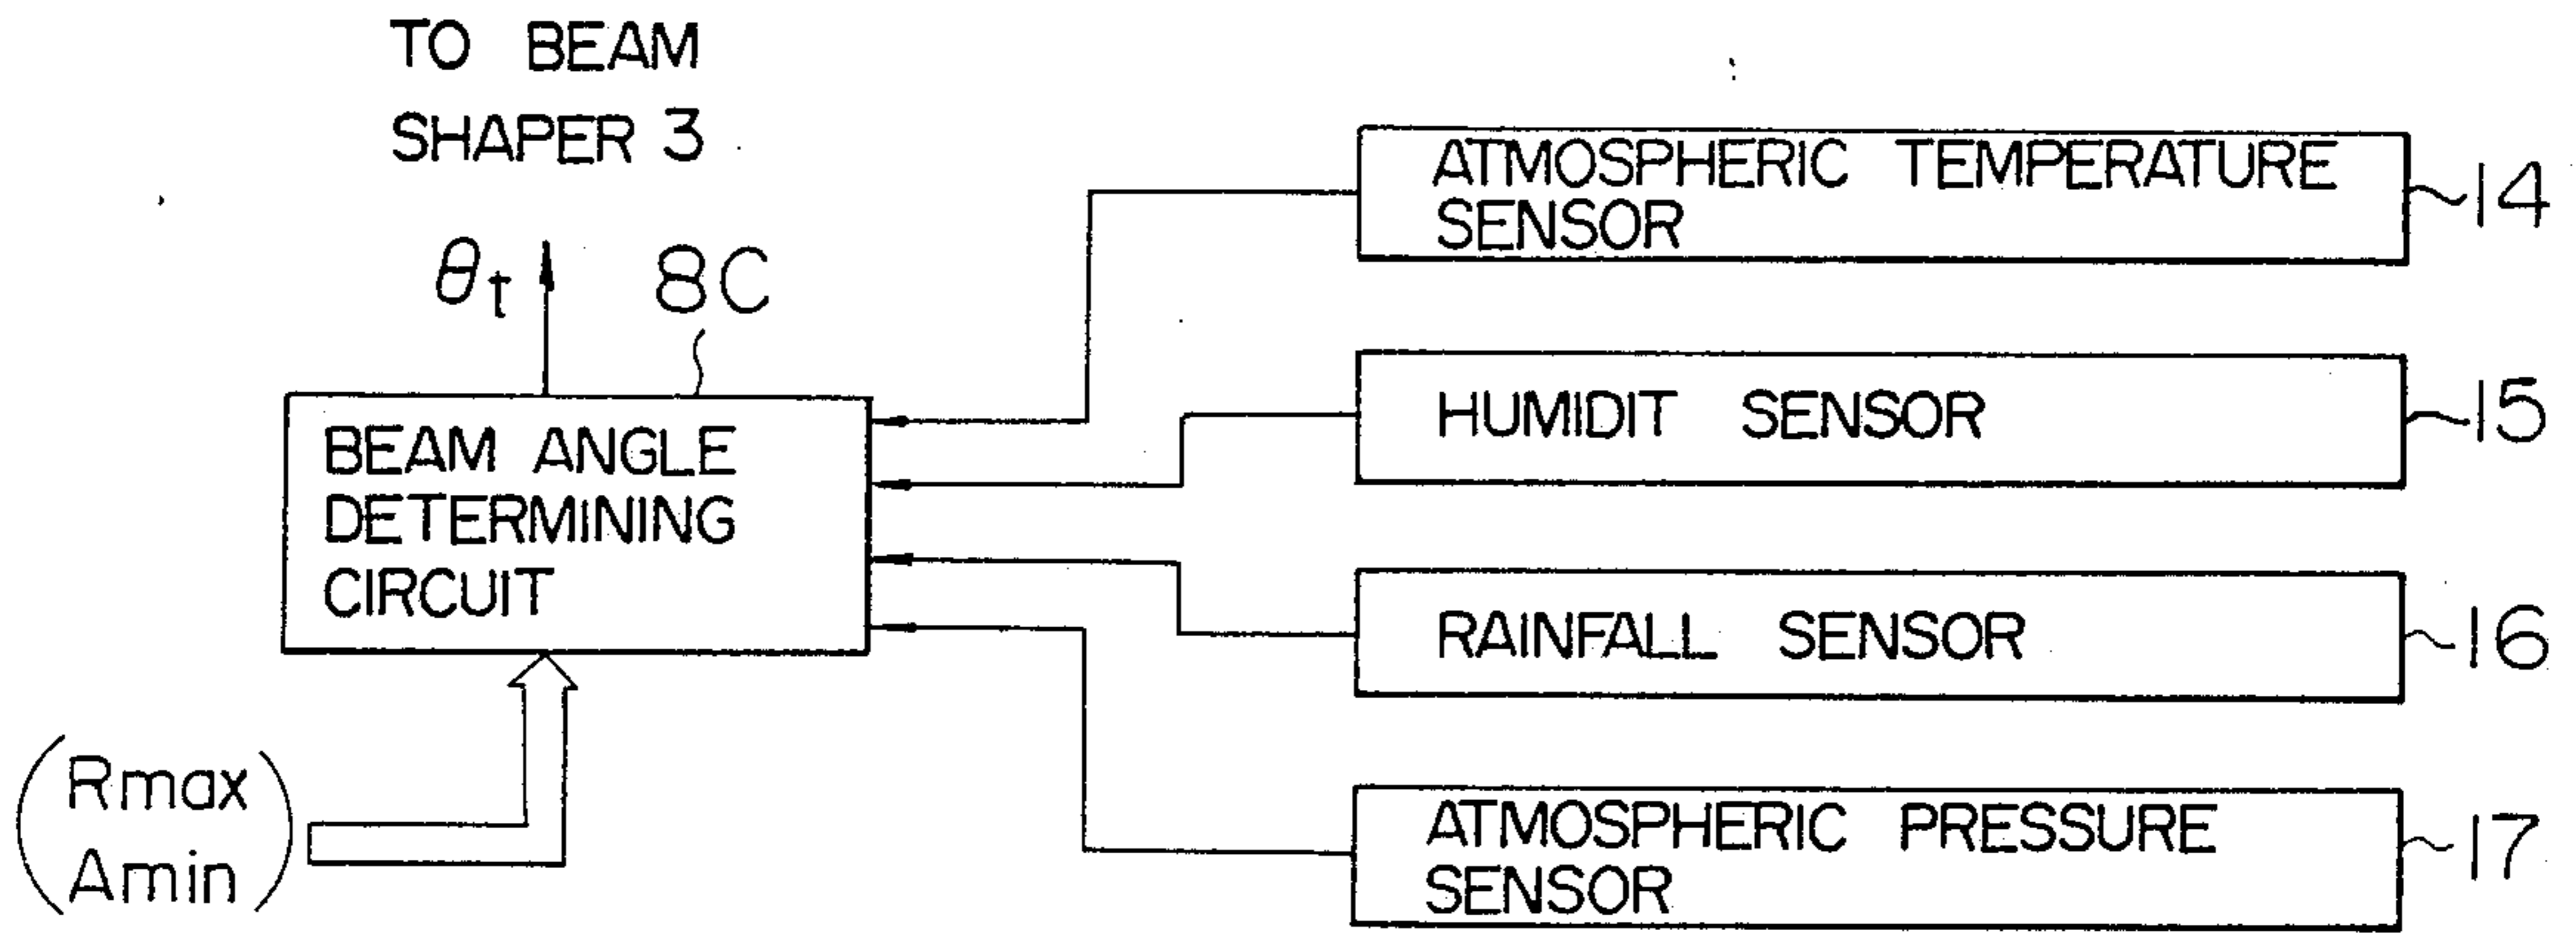 TO BEAM
SHAPER 3
θt
8C
BEAM ANGLE
DETERMINING
CIRCUIT
(Rmax
Amin)
ATMOSPHERIC TEMPERATURE
SENSOR
14
HUMIDIT SENSOR
15
RAINFALL SENSOR
16
ATMOSPHERIC PRESSURE
SENSOR
17